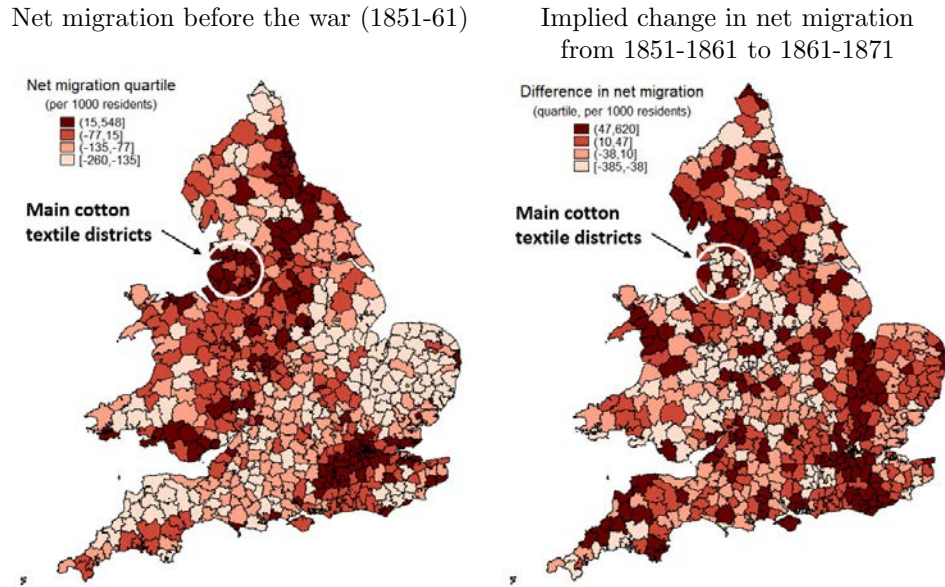 Net migration before the war (1851-61)
Implied change in net migration
from 1851-1861 to 1861-1871
Net migration quartile
(per 1000 residents)
(15,548]
(-77,15]
(-135,-77]
[-260,-135]
Main cotton
textile districts
Difference in net migration
(quartile, per 1000 residents)
(47,620]
(10,47]
(-38,10]
[-385,-38]
Main cotton
textile districts